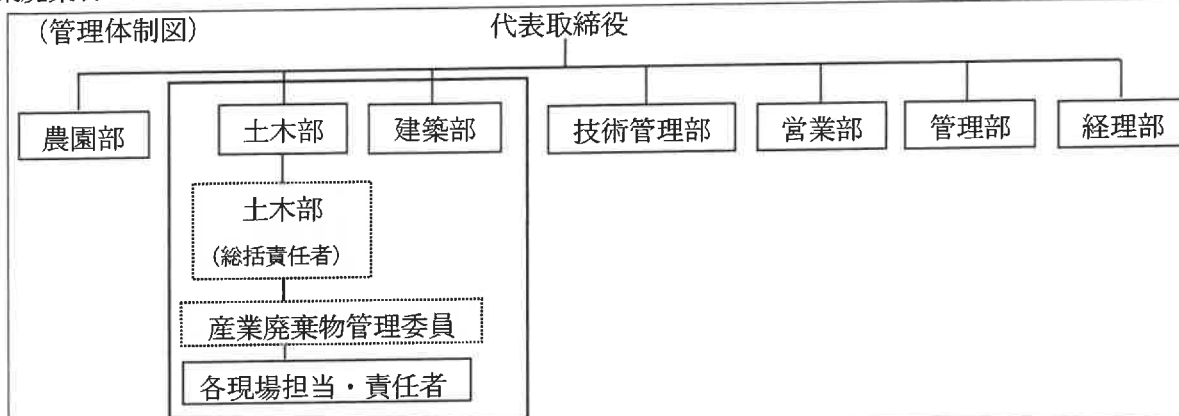 (管理体制図)
代表取締役
農園部
土木部
建築部
技術管理部
営業部
管理部
経理部
土木部
(総括責任者)
産業廃棄物管理委員
各現場担当・責任者